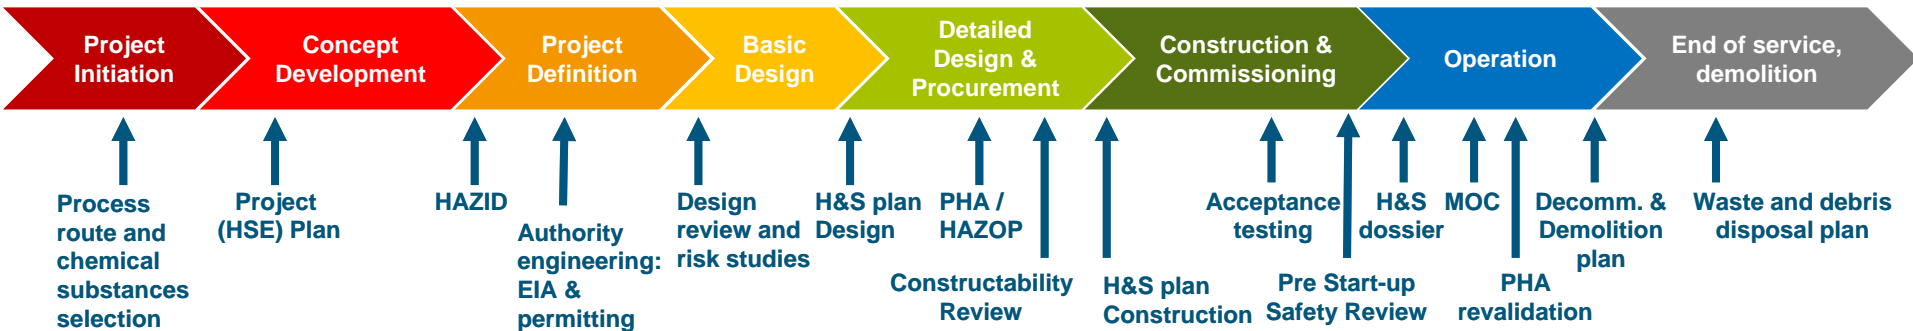 Project
Initiation
Concept
Development
Project
Definition
Basic
Design
Detailed
Design &
Procurement
Construction &
Commissioning
Operation
End of service,
demolition
Process
route and
chemical
substances
selection
Project
(HSE) Plan
HAZID
Authority
engineering:
EIA &
permitting
Design
review and
risk studies
H&S plan
Design
PHA /
HAZOP
Constructability
Review
H&S plan
Construction
Acceptance
testing
Pre Start-up
Safety Review
H&S
dossier
MOC
PHA
revalidation
Decomm. &
Demolition
plan
Waste and debris
disposal plan